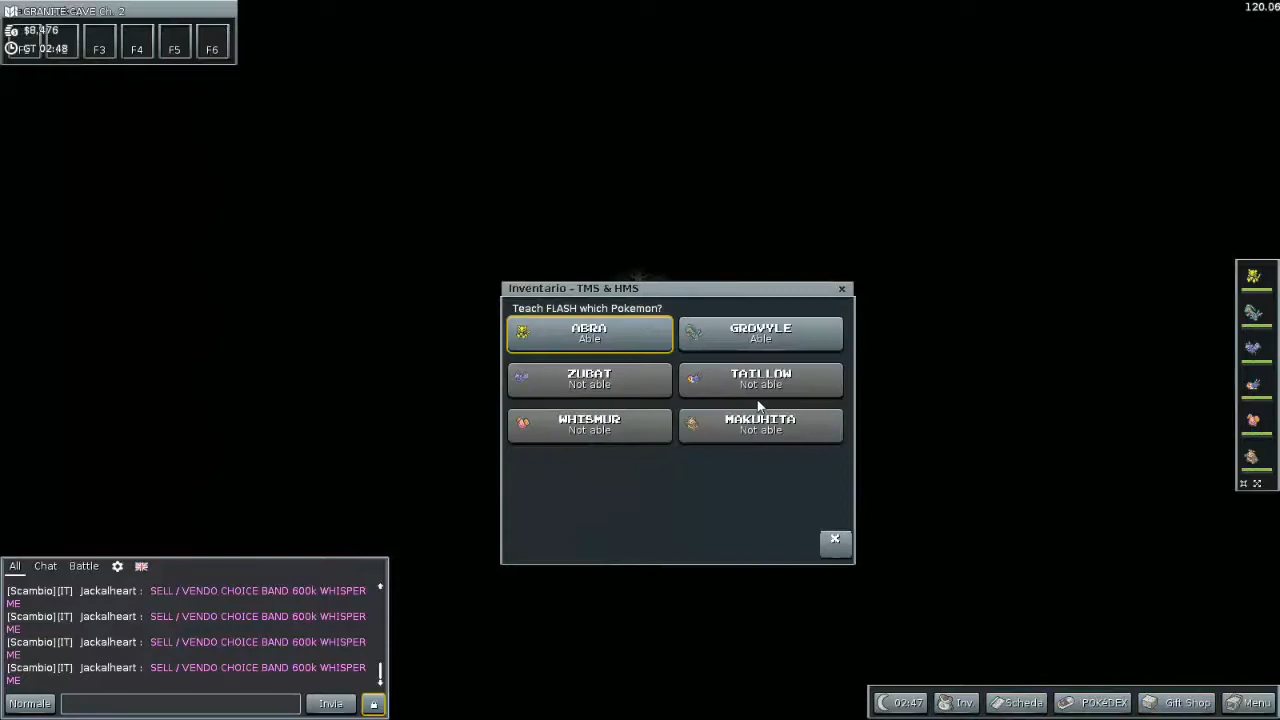 GRANITE CAVE Ch. 2
120.06
$8,476
GT 02:48
F3 F4 F5 F6
Inventario - TMS & HMS
Teach FLASH which Pokemon?
ABRA
Able
GROVYLE
Able
ZUBAT
Not able
TAILLOW
Not able
WHISMUR
Not able
MAKUHITA
Not able
All Chat Battle
[Scambio][IT] Jackalheart : SELL / VENDO CHOICE BAND 600k WHISPER
ME
[Scambio][IT] Jackalheart : SELL / VENDO CHOICE BAND 600k WHISPER
ME
[Scambio][IT] Jackalheart : SELL / VENDO CHOICE BAND 600k WHISPER
ME
[Scambio][IT] Jackalheart : SELL / VENDO CHOICE BAND 600k WHISPER
ME
Normale Invia
02:47 Inv. Scheda POKéDEX Gift Shop Menu